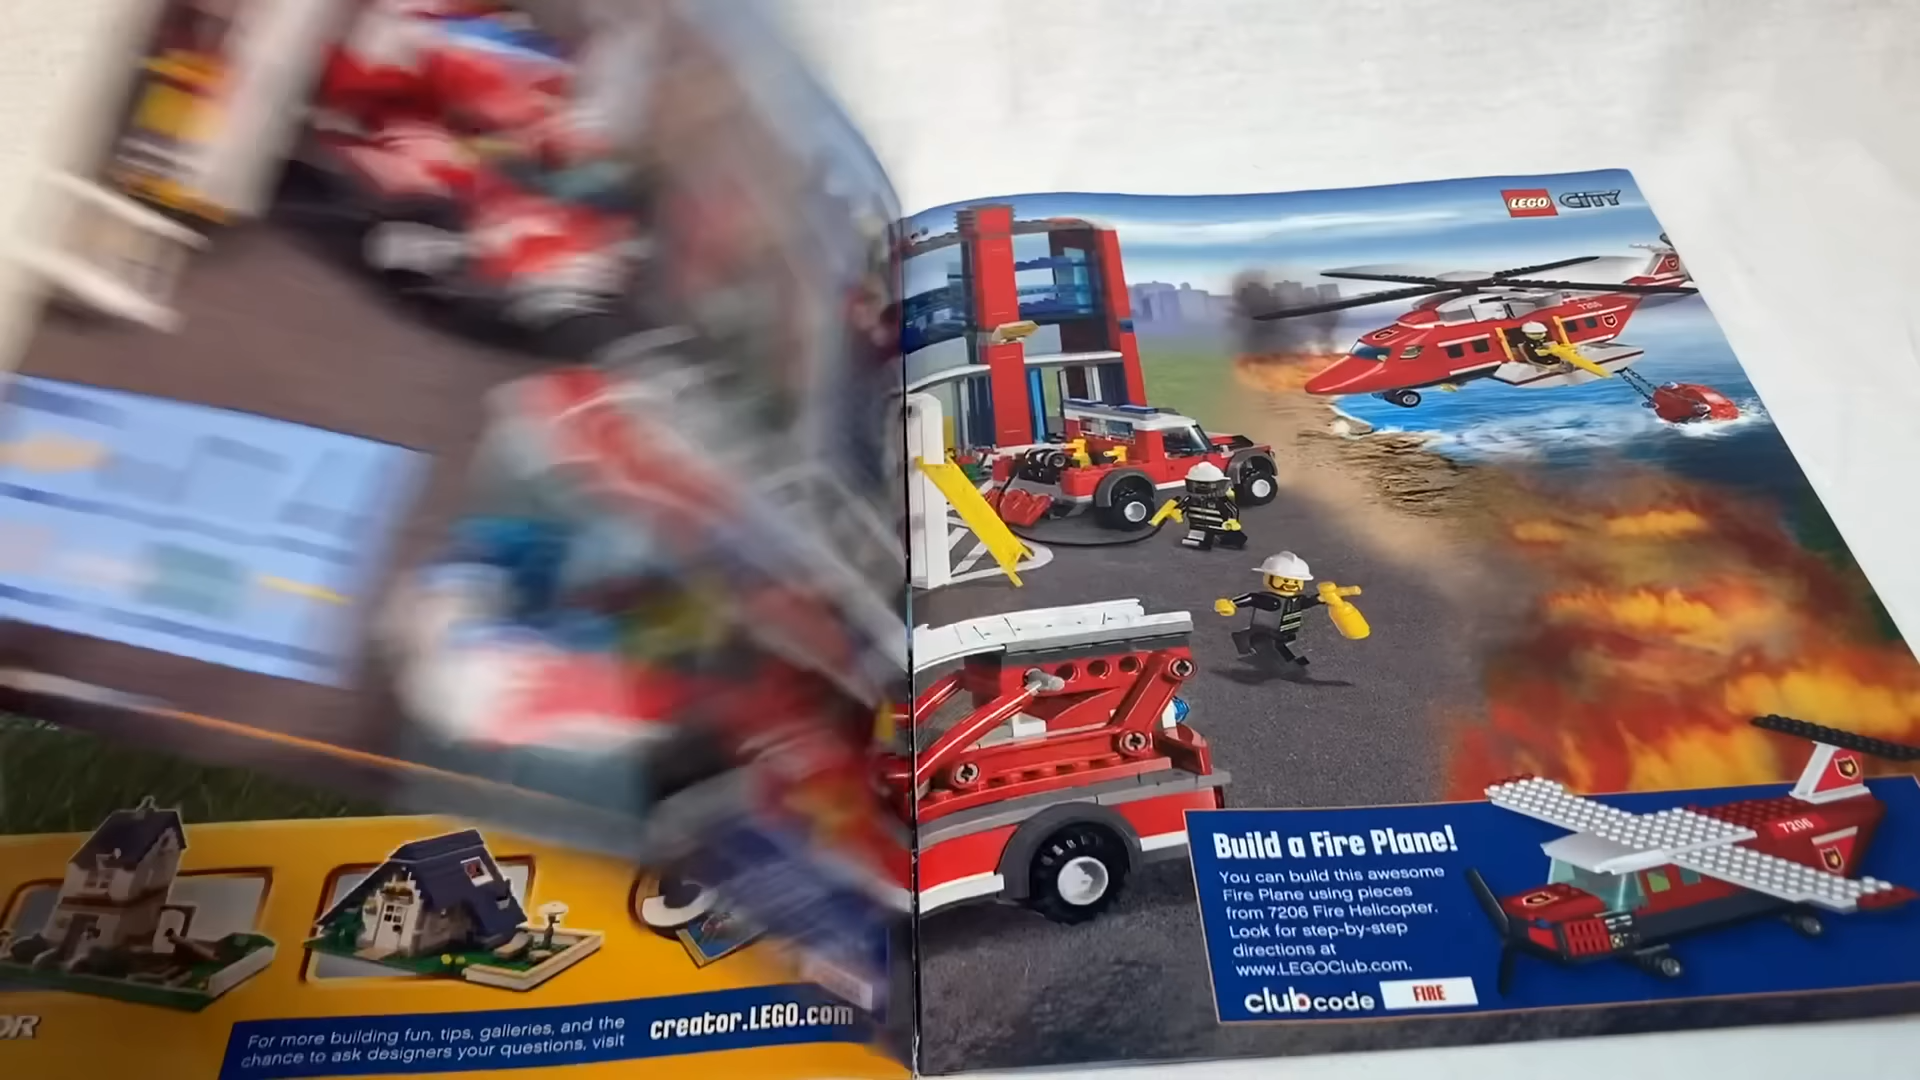 For more building fun, tips, galleries, and the
chance to ask designers your questions, visit
creator.LEGO.com
LEGO CITY
7206
Build a Fire Plane!
You can build this awesome
Fire Plane using pieces
from 7206 Fire Helicopter.
Look for step-by-step
directions at
www.LEGOClub.com.
club code FIRE
7206